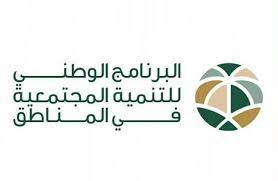 البرنامج الوطني
للتنمية المجتمعية
في المناطق